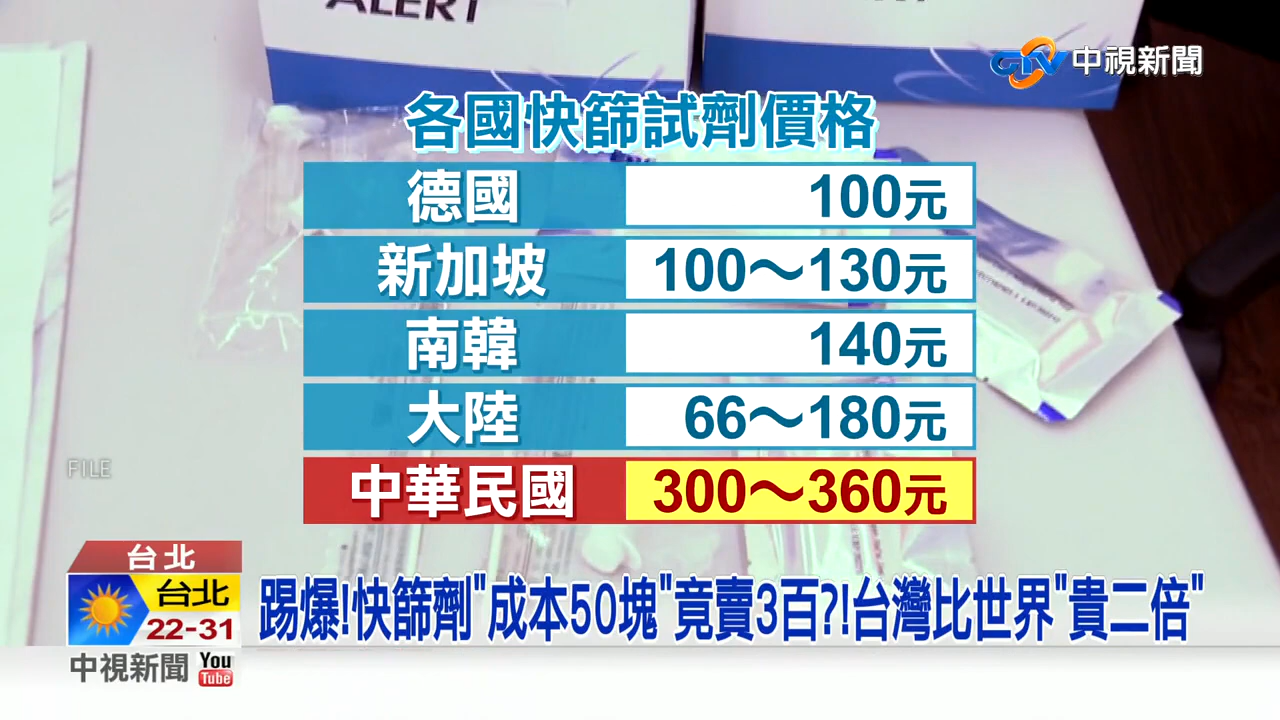 ALERT
CTV 中視新聞
各國快篩試劑價格
德國 100元
新加坡 100～130元
南韓 140元
大陸 66～180元
中華民國 300～360元
FILE
台北
台北
22-31
踢爆!快篩劑"成本50塊"竟賣3百?!台灣比世界"貴二倍"
中視新聞 YouTube